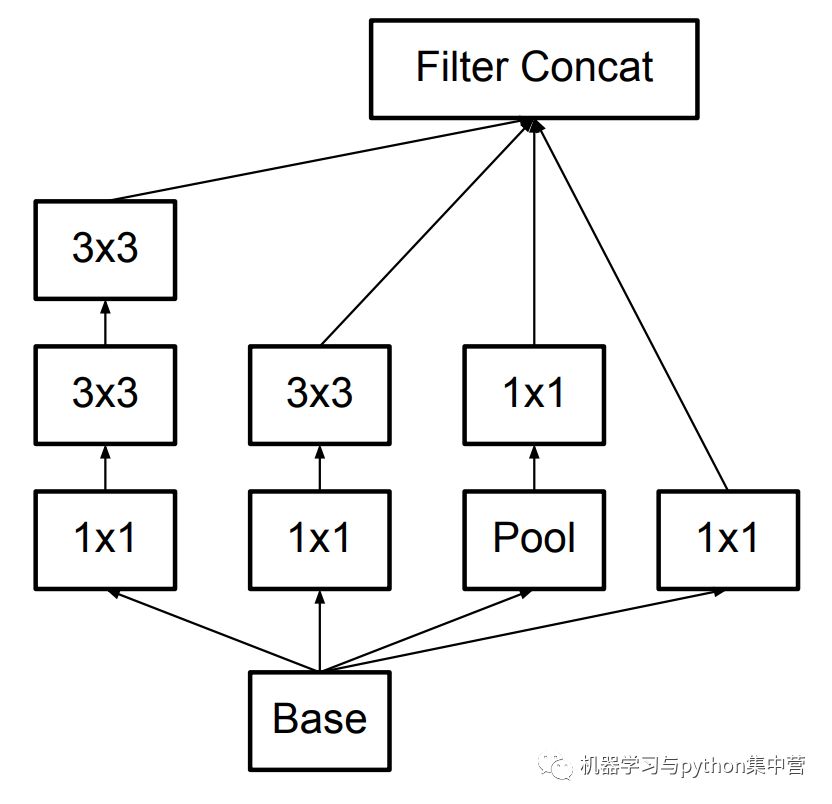 Filter Concat
3x3
3x3 3x3 1x1
1x1 1x1 Pool 1x1
Base
机器学习与python集中营